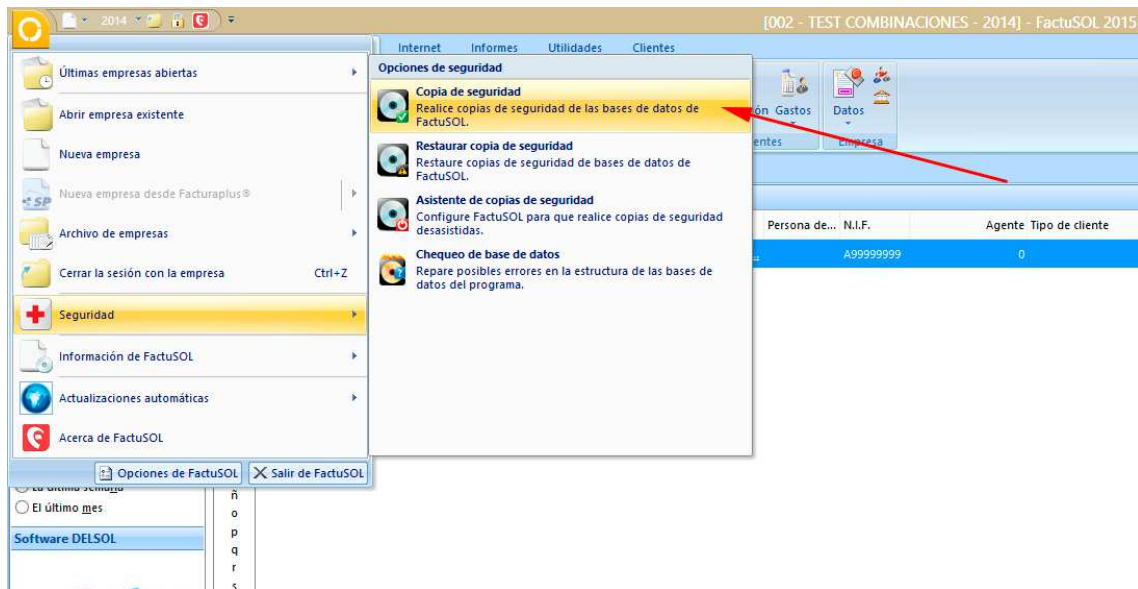 2014
[002 - TEST COMBINACIONES - 2014] - FactuSOL 2015
Internet Informes Utilidades Clientes
Últimas empresas abiertas
Abrir empresa existente
Nueva empresa
Nueva empresa desde Facturaplus®
Archivo de empresas
Cerrar la sesión con la empresa Ctrl+Z
Seguridad
Información de FactuSOL
Actualizaciones automáticas
Acerca de FactuSOL
Opciones de FactuSOL Salir de FactuSOL
Opciones de seguridad
Copia de seguridad
Realice copias de seguridad de las bases de datos de
FactuSOL.
Restaurar copia de seguridad
Restaure copias de seguridad de bases de datos de
FactuSOL.
Asistente de copias de seguridad
Configure FactuSOL para que realice copias de seguridad
desasistidas.
Chequeo de base de datos
Repare posibles errores en la estructura de las bases de
datos del programa.
ón Gastos Datos
entes Empresa
Persona de... N.I.F. Agente Tipo de cliente
A99999999 0
La última semana
El último mes
Software DELSOL
ñ
o
p
q
r
s